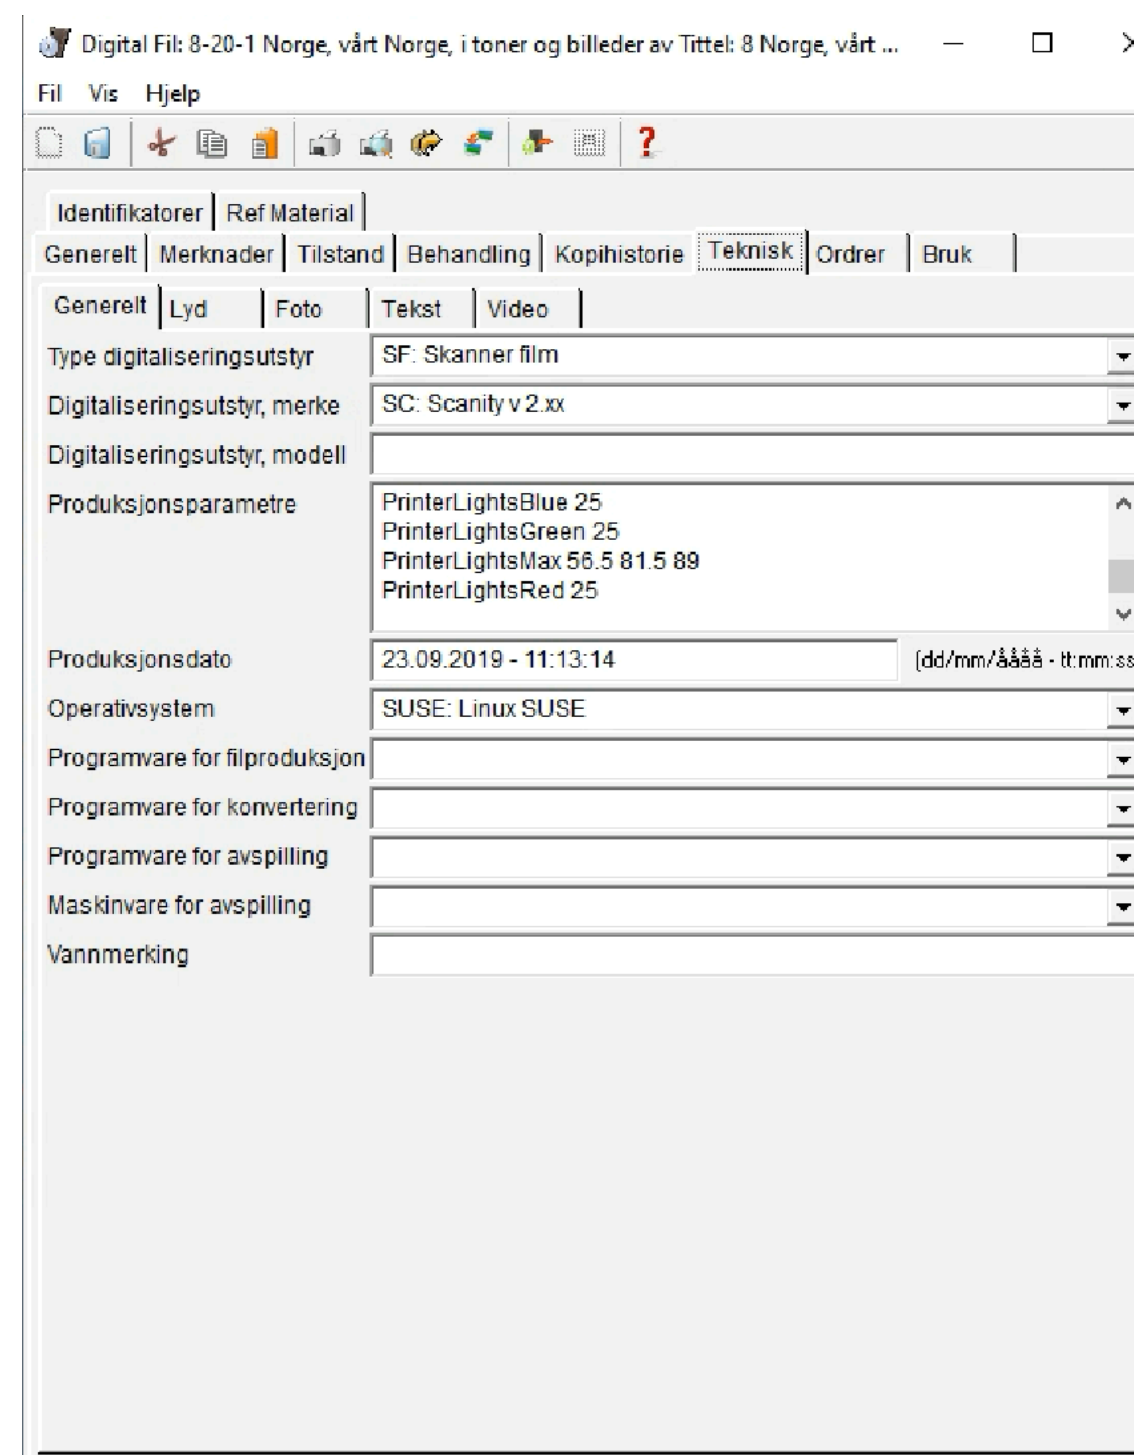 Digital Fil: 8-20-1 Norge, vårt Norge, i toner og billeder av Tittel: 8 Norge, vårt ...
Fil Vis Hjelp
Identifikatorer Ref Material
Generelt Merknader Tilstand Behandling Kopihistorie Teknisk Ordrer Bruk
Generelt Lyd Foto Tekst Video
Type digitaliseringsutstyr SF: Skanner film
Digitaliseringsutstyr, merke SC: Scanity v 2.xx
Digitaliseringsutstyr, modell
Produksjonsparametre PrinterLightsBlue 25
PrinterLightsGreen 25
PrinterLightsMax 56.5 81.5 89
PrinterLightsRed 25
Produksjonsdato 23.09.2019 - 11:13:14 (dd/mm/åååå - tt:mm:ss
Operativsystem SUSE: Linux SUSE
Programvare for filproduksjon
Programvare for konvertering
Programvare for avspilling
Maskinvare for avspilling
Vannmerking